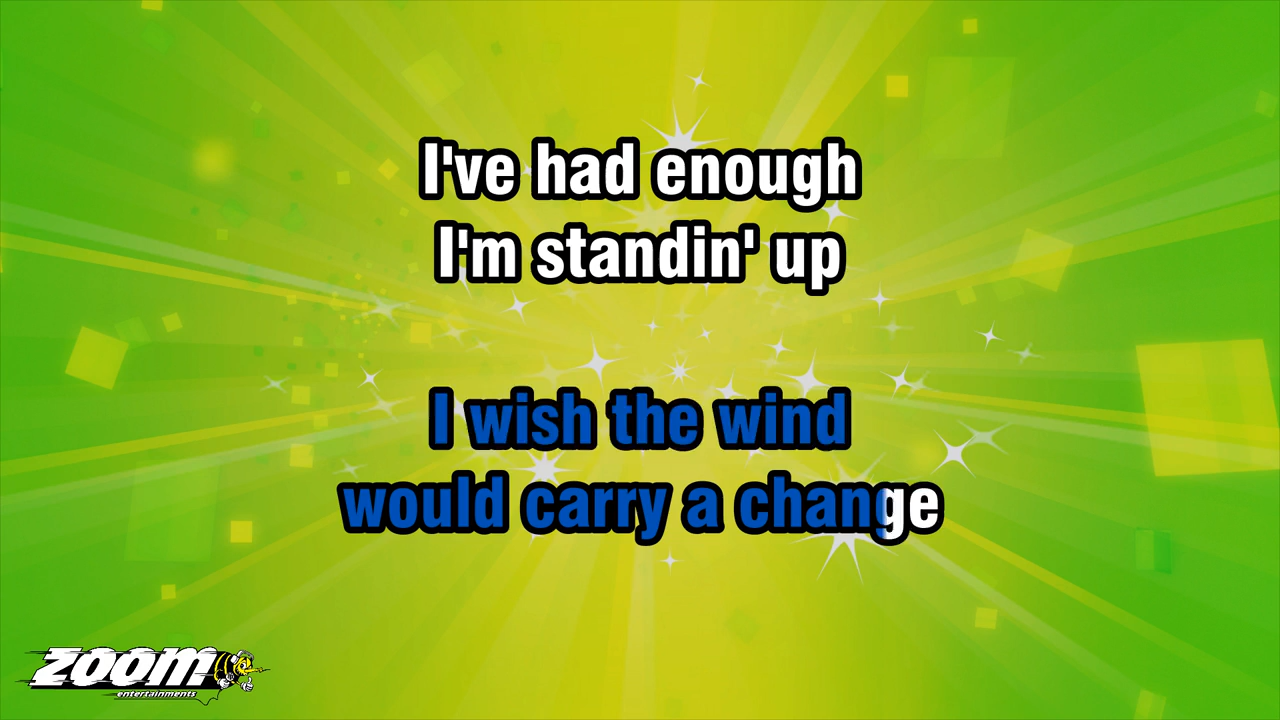 I've had enough
I'm standin' up
I wish the wind
would carry a change
zoom
entertainments